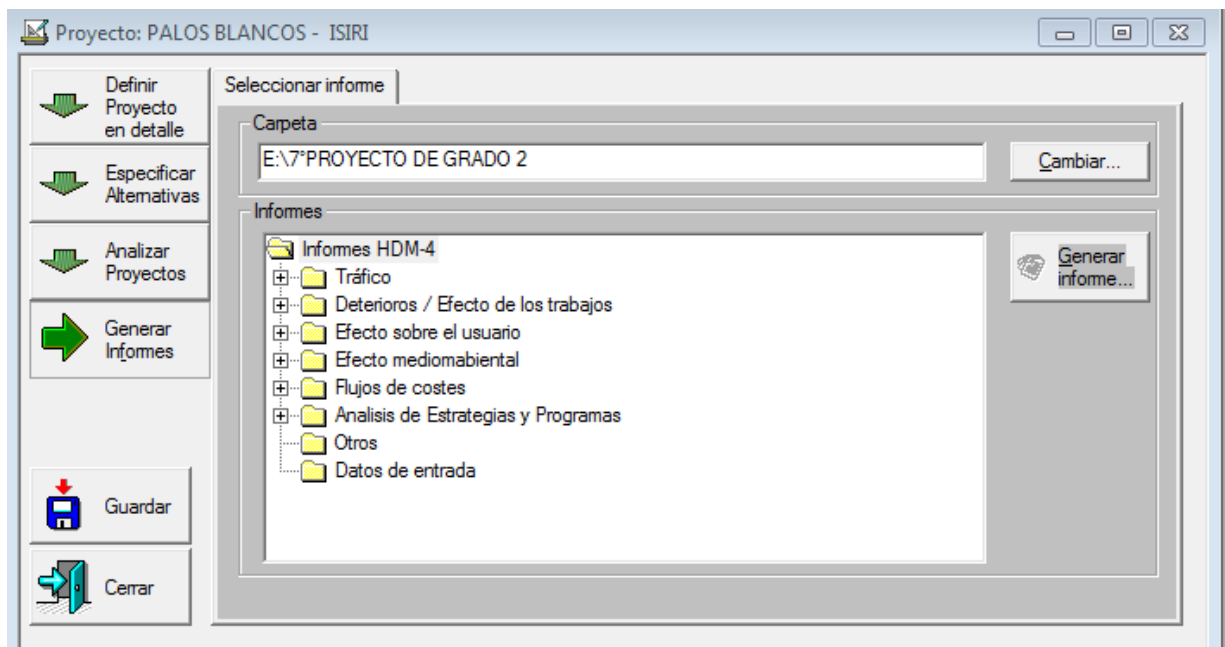 Proyecto: PALOS BLANCOS - ISIRI
Definir
Proyecto
en detalle
Especificar
Alternativas
Analizar
Proyectos
Generar
Informes
Guardar
Cerrar
Seleccionar informe
Carpeta
E:\7°PROYECTO DE GRADO 2
Cambiar...
Informes
Informes HDM-4
Tráfico
Deterioros / Efecto de los trabajos
Efecto sobre el usuario
Efecto mediomabiental
Flujos de costes
Analisis de Estrategias y Programas
Otros
Datos de entrada
Generar
informe...